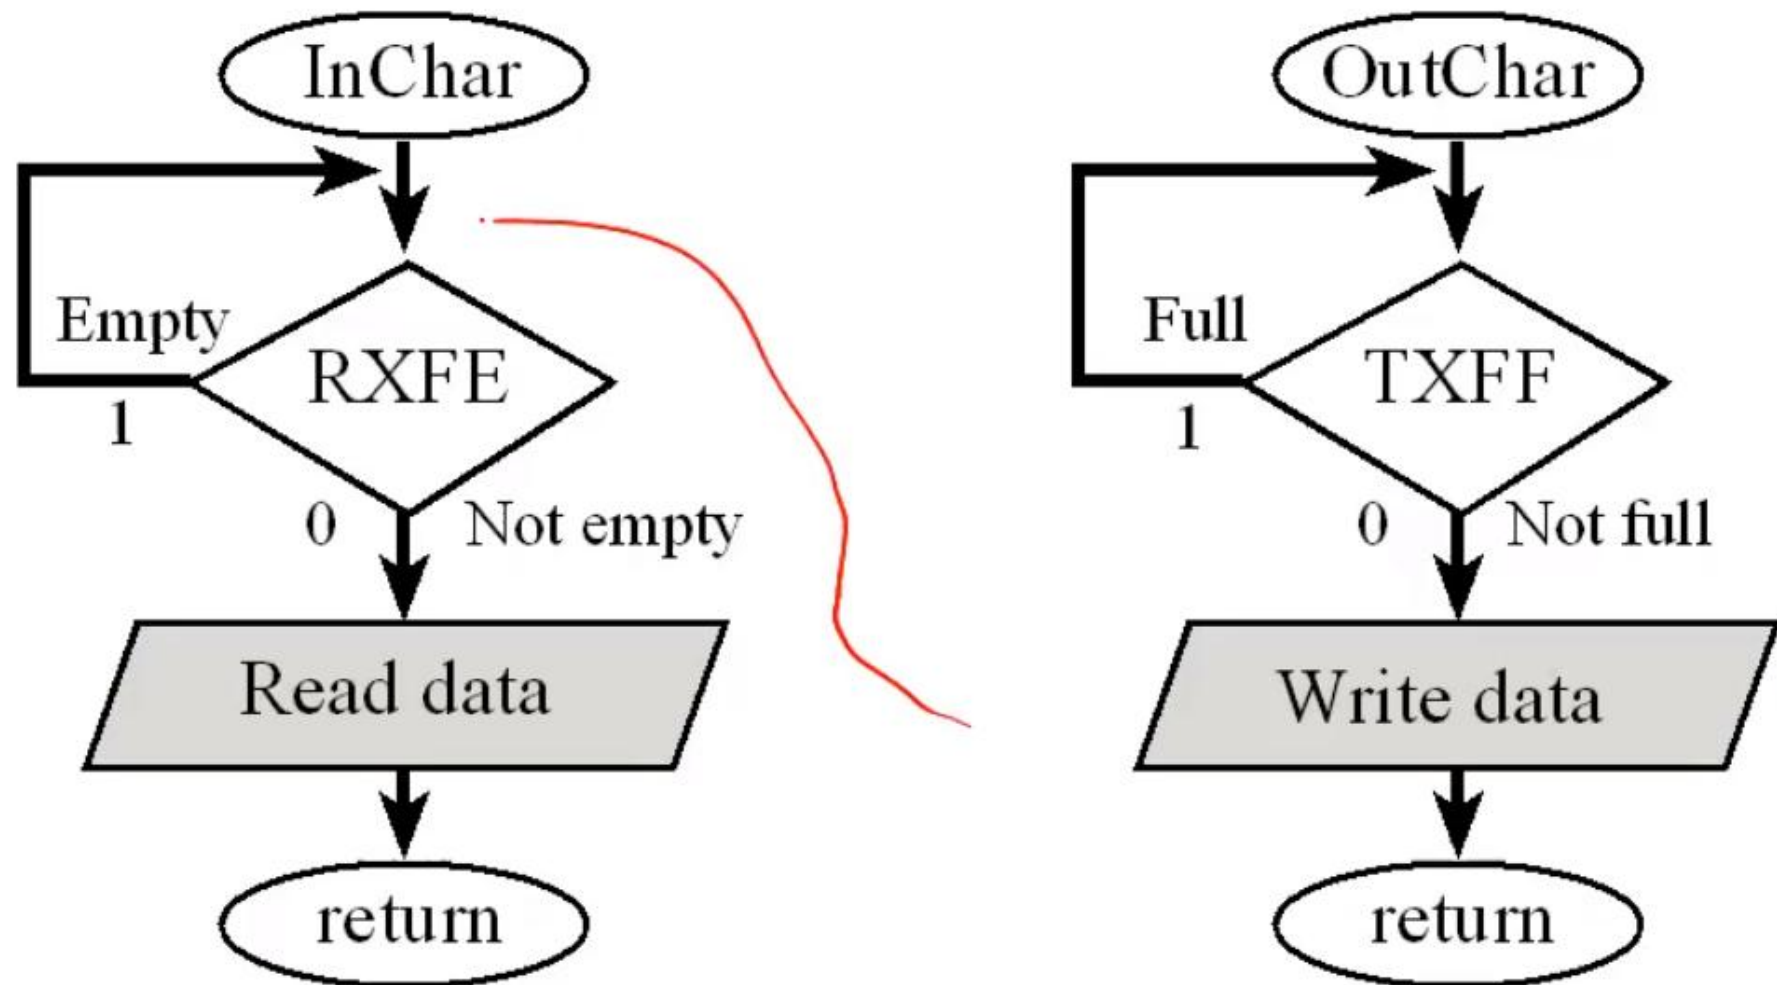 InChar
Empty
RXFE
1
0
Not empty
Read data
return
OutChar
Full
TXFF
1
0
Not full
Write data
return